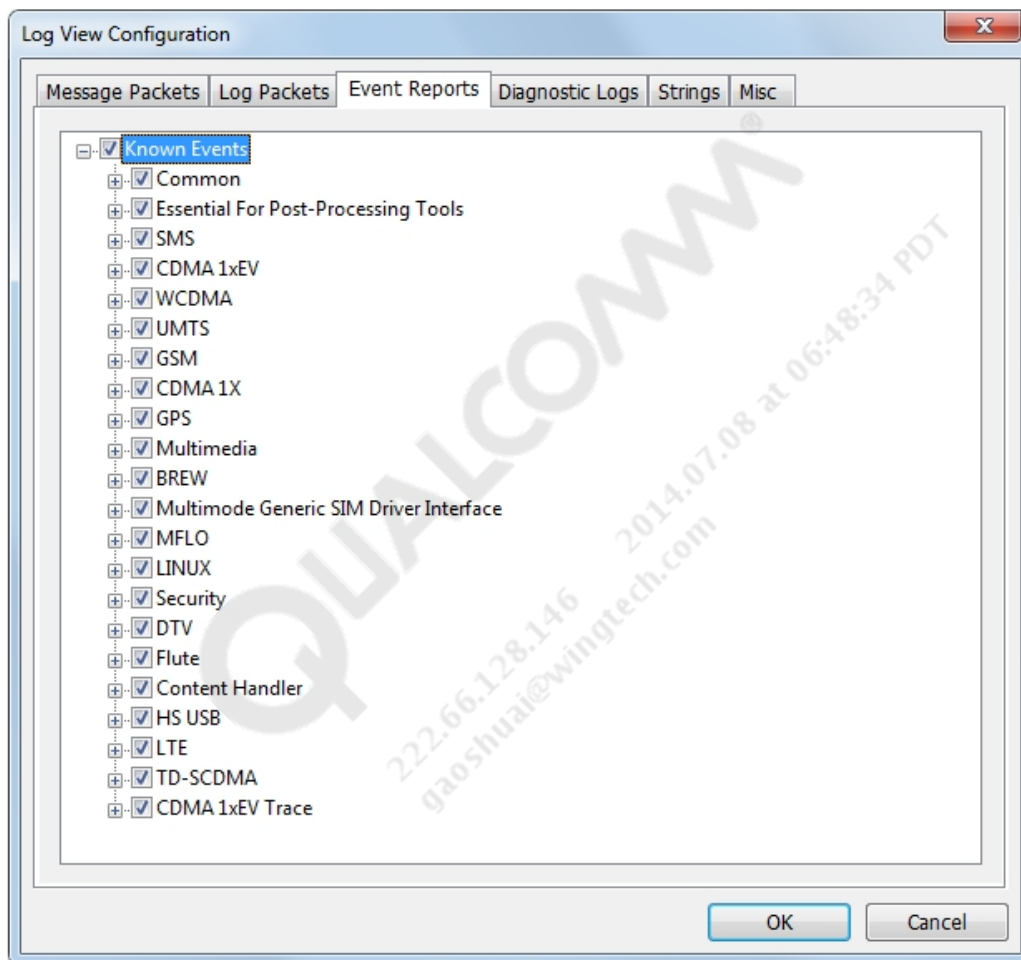 Log View Configuration
Message Packets Log Packets Event Reports Diagnostic Logs Strings Misc
Known Events
Common
Essential For Post-Processing Tools
SMS
CDMA 1xEV
WCDMA
UMTS
GSM
CDMA 1X
GPS
Multimedia
BREW
Multimode Generic SIM Driver Interface
MFLO
LINUX
Security
DTV
Flute
Content Handler
HS USB
LTE
TD-SCDMA
CDMA 1xEV Trace
QUALCOMM®
222.66.128.146 2014.07.08 at 06:48:34 PDT
gaoshuai@wingtech.com
OK Cancel